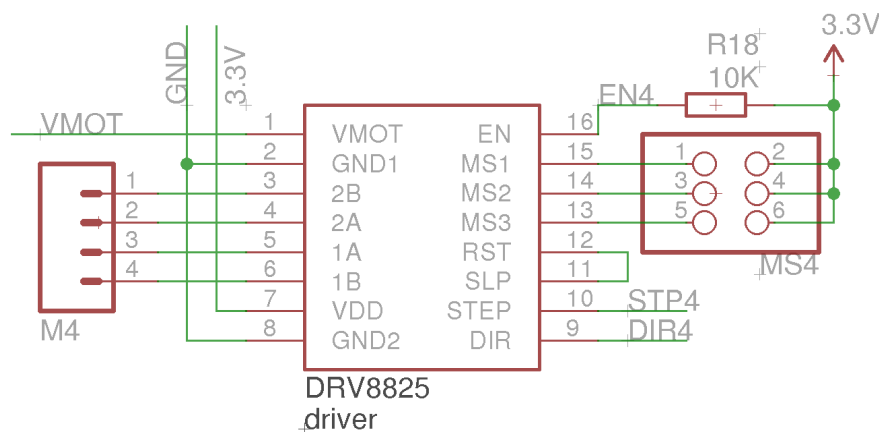 GND
3.3V
3.3V
R18
10K
EN4
VMOT
1 VMOT EN 16
2 GND1 MS1 15 1 2
3 2B MS2 14 3 4
4 2A MS3 13 5 6
5 1A RST 12
6 1B SLP 11
7 VDD STEP 10 STP4
8 GND2 DIR 9 DIR4
1
2
3
4
M4
MS4
DRV8825
driver